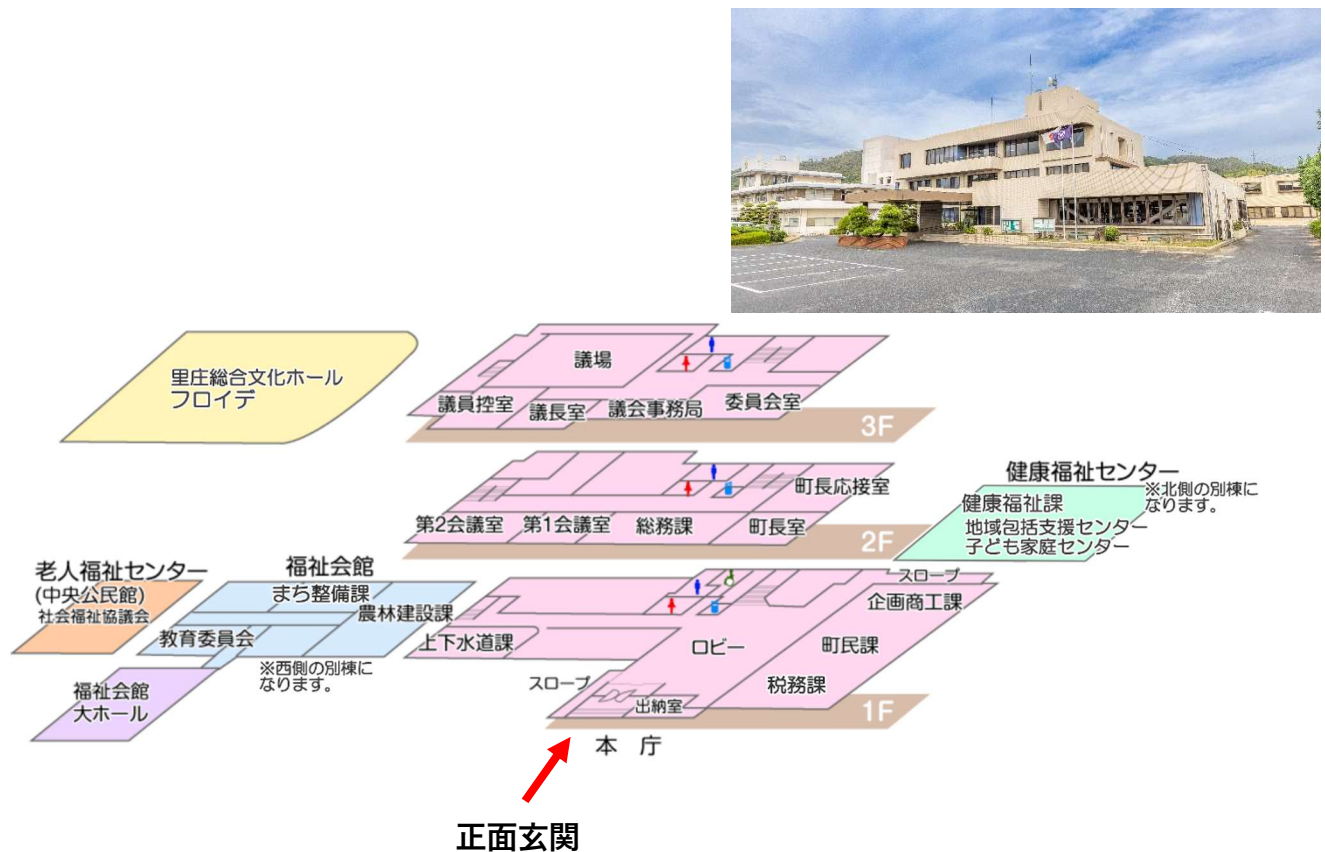 里庄総合文化ホール
フロイデ
議場
議員控室
議長室
議会事務局
委員会室
3F
町長応接室
第2会議室
第1会議室
総務課
町長室
2F
健康福祉センター
※北側の別棟に
なります。
健康福祉課
地域包括支援センター
子ども家庭センター
老人福祉センター
(中央公民館)
社会福祉協議会
福祉会館
まち整備課
農林建設課
教育委員会
※西側の別棟に
なります。
福祉会館
大ホール
スロープ
企画商工課
上下水道課
ロビー
町民課
税務課
スロープ
出納室
1F
本 庁
正面玄関